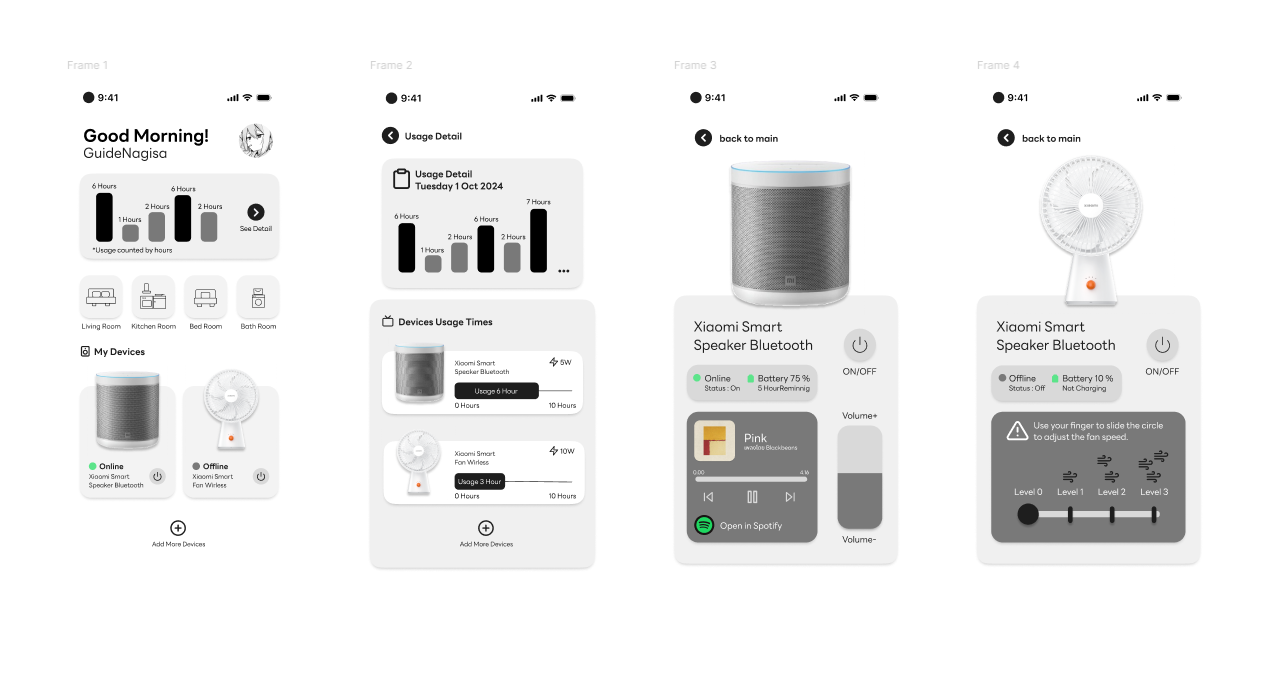 Frame 1
9:41
Good Morning!
GuideNagisa
6 Hours
1 Hours
2 Hours
6 Hours
2 Hours
See Detail
*Usage counted by hours
Living Room
Kitchen Room
Bed Room
Bath Room
My Devices
Online
Xiaomi Smart
Speaker Bluetooth
Offline
Xiaomi Smart
Fan Wirless
Add More Devices
Frame 2
9:41
Usage Detail
Usage Detail
Tuesday 1 Oct 2024
6 Hours
1 Hours
2 Hours
6 Hours
2 Hours
7 Hours
Devices Usage Times
Xiaomi Smart
Speaker Bluetooth
5W
Usage 6 Hour
0 Hours
10 Hours
Xiaomi Smart
Fan Wirless
10W
Usage 3 Hour
0 Hours
10 Hours
Add More Devices
Frame 3
9:41
back to main
Xiaomi Smart
Speaker Bluetooth
ON/OFF
Online
Status : On
Battery 75 %
5 HourReminnig
Pink
Blackbeans
0:00
4:16
Open in Spotify
Volume+
Volume-
Frame 4
9:41
back to main
Xiaomi Smart
Speaker Bluetooth
ON/OFF
Offline
Status : Off
Battery 10 %
Not Charging
Use your finger to slide the circle
to adjust the fan speed.
Level 0
Level 1
Level 2
Level 3